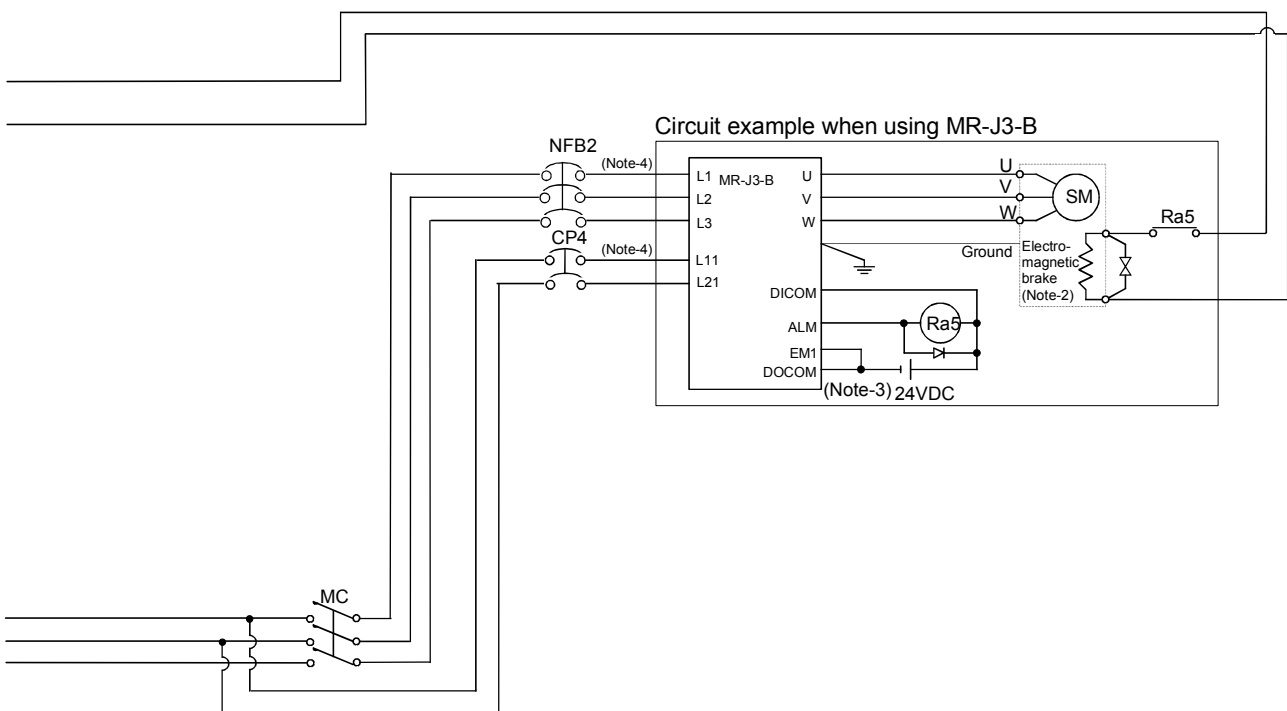 Circuit example when using MR-J3-B
NFB2
(Note-4)
L1 MR-J3-B U
L2 V
L3 W
U
V
W
SM
Ra5
CP4
(Note-4)
L11
L21
Ground
Electro-
magnetic
brake
(Note-2)
DICOM
ALM
Ra5
EM1
DOCOM
(Note-3) 24VDC
MC